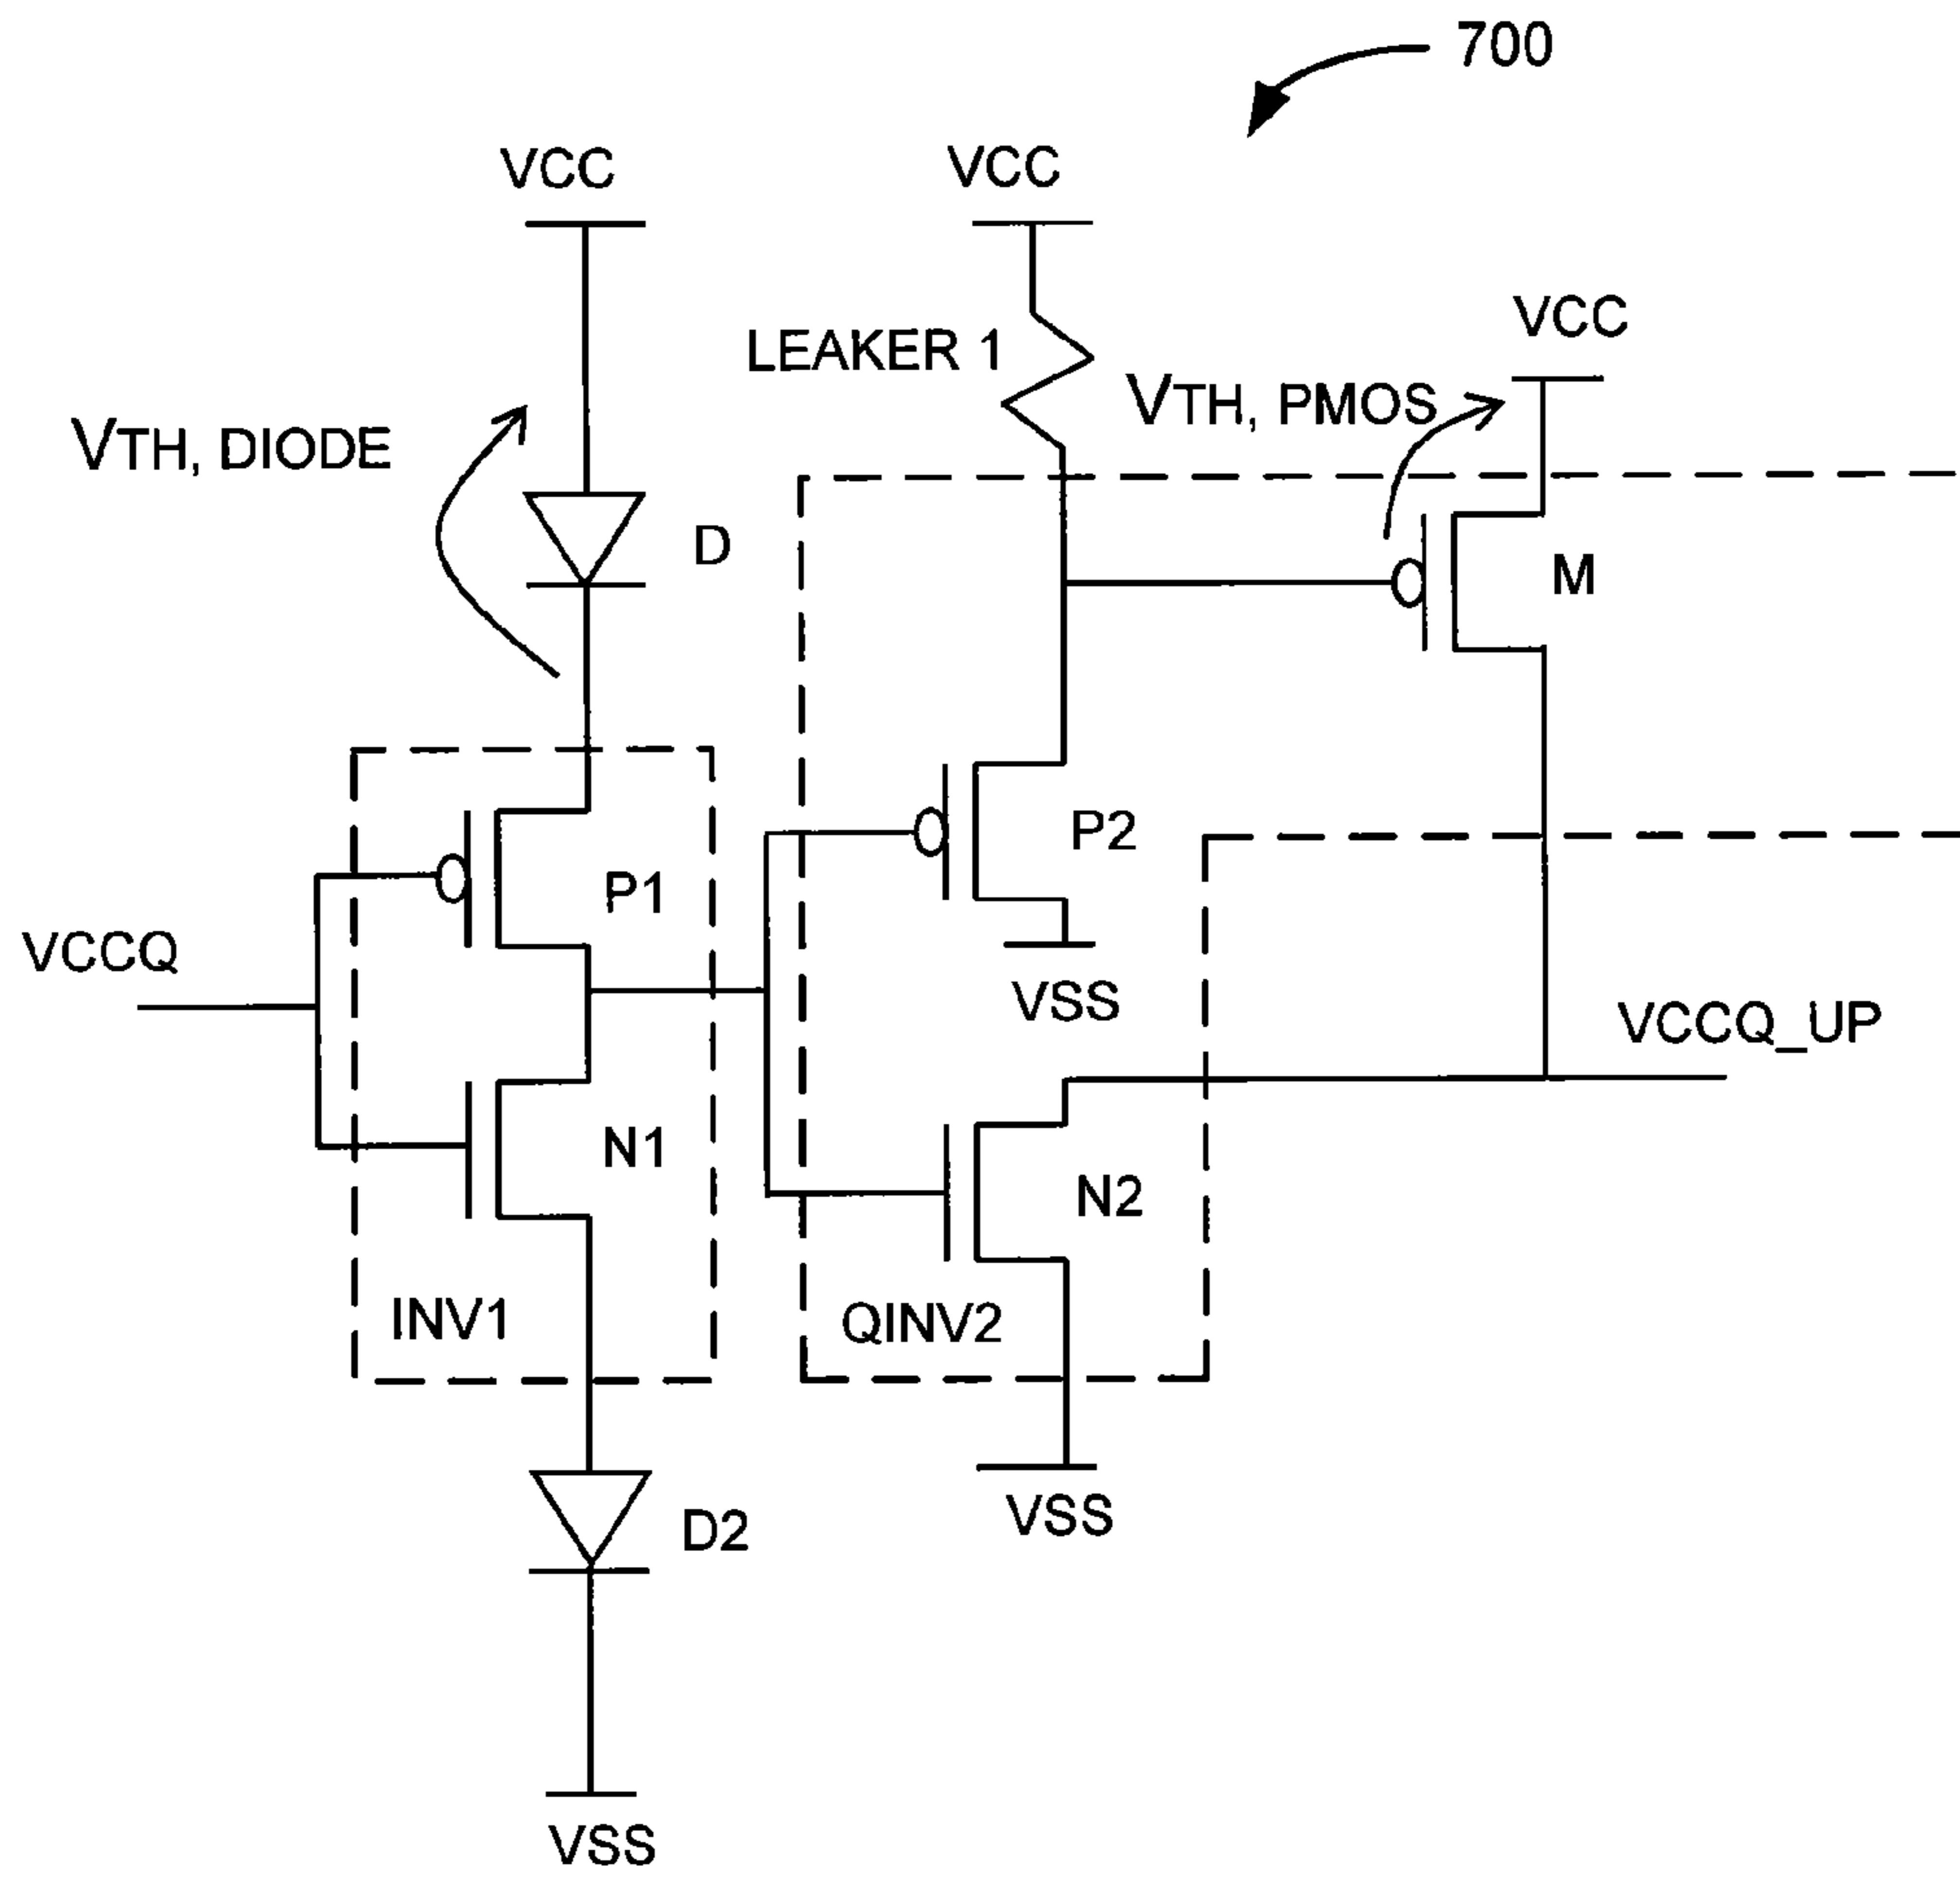 700
VCC
VCC
VCC
LEAKER 1
VTH, PMOS
VTH, DIODE
D
M
P2
P1
VCCQ
VSS
VCCQ_UP
N1
N2
INV1
QINV2
VSS
D2
VSS